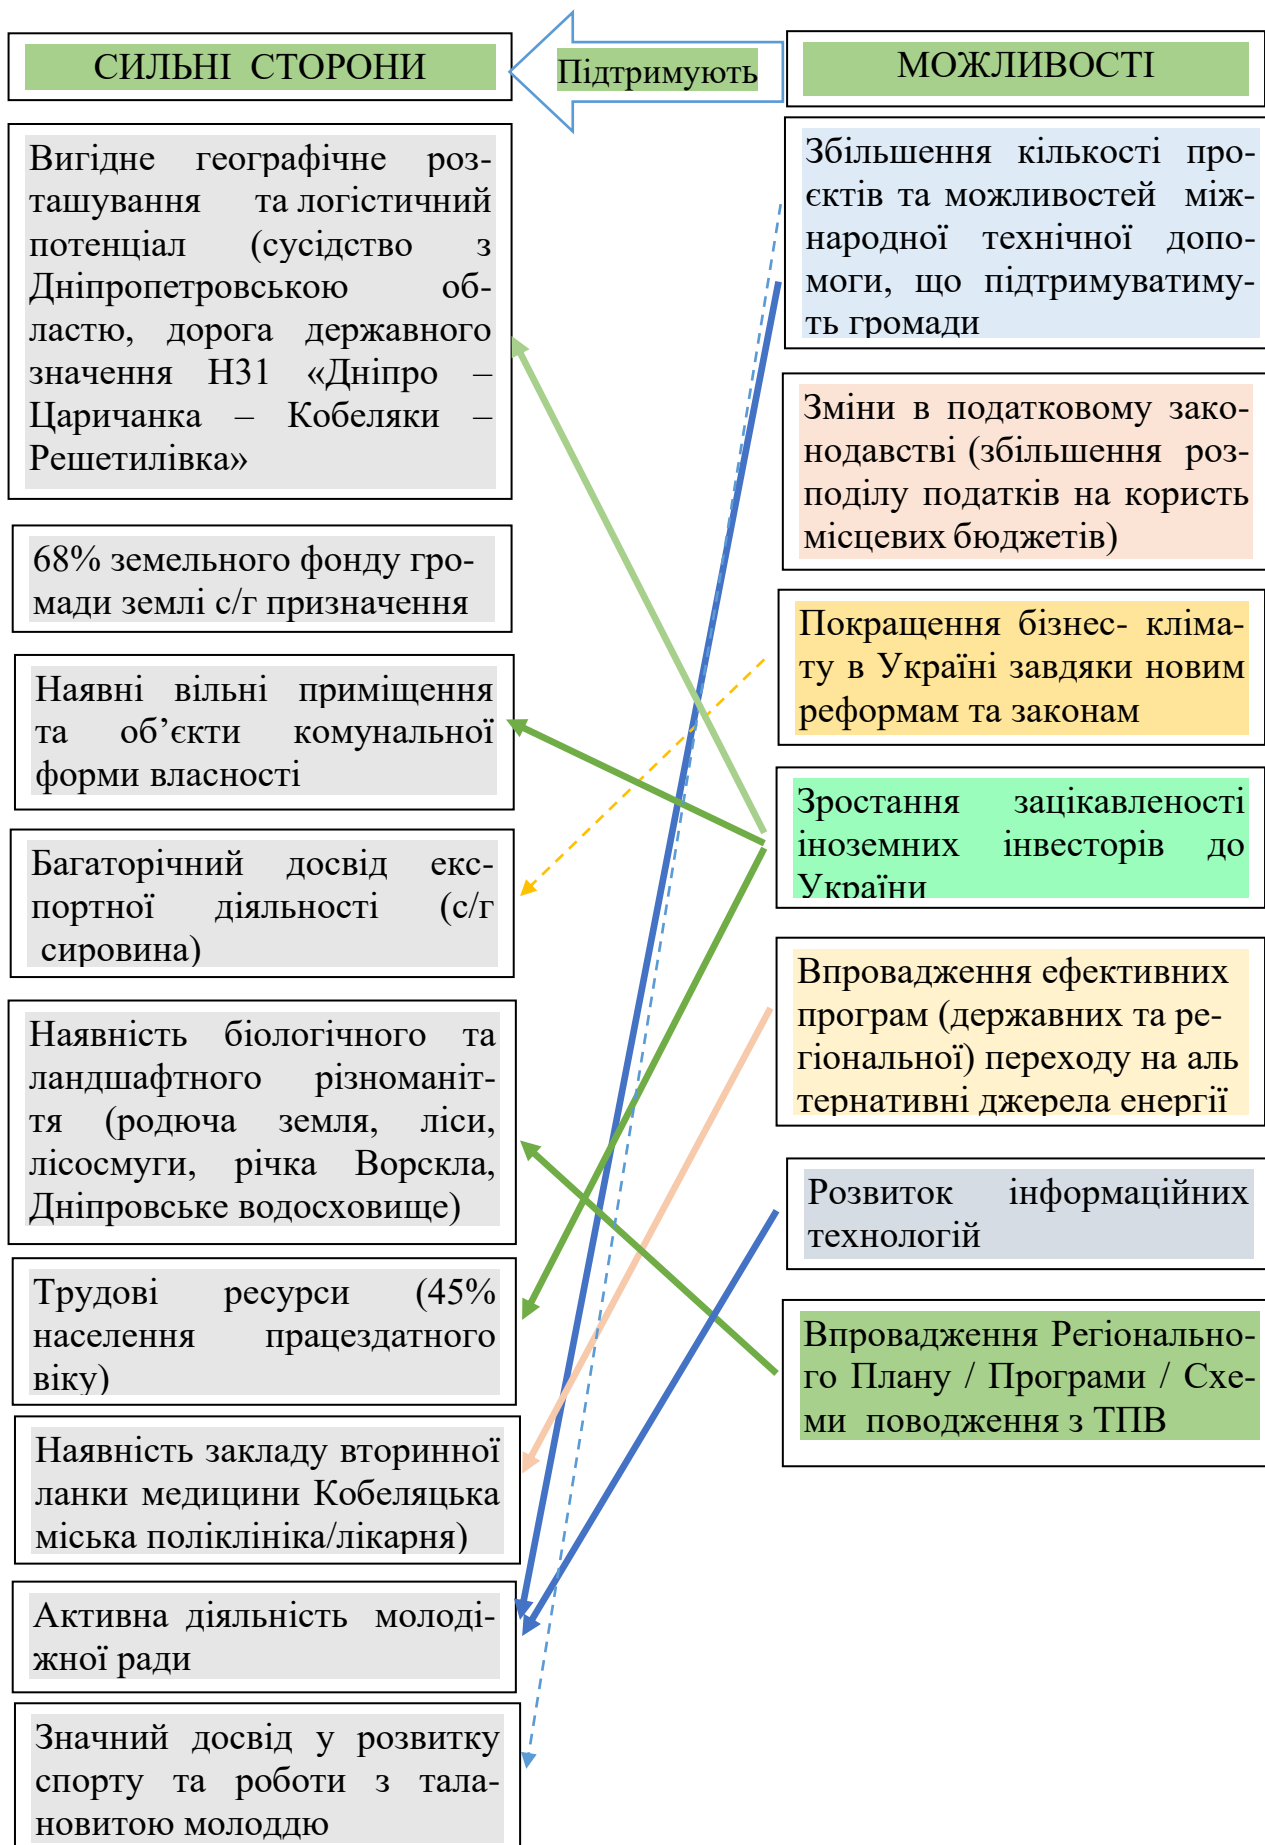 СИЛЬНІ СТОРОНИ
Підтримують
МОЖЛИВОСТІ
Вигідне географічне роз-
ташування та логістичний
потенціал (сусідство з
Дніпропетровською об-
ластю, дорога державного
значення Н31 «Дніпро –
Царичанка – Кобеляки –
Решетилівка»
68% земельного фонду гро-
мади землі с/г призначення
Наявні вільні приміщення
та об’єкти комунальної
форми власності
Багаторічний досвід екс-
портної діяльності (с/г
сировина)
Наявність біологічного та
ландшафтного різноманіт-
тя (родюча земля, ліси,
лісосмуги, річка Ворскла,
Дніпровське водосховище)
Трудові ресурси (45%
населення працездатного
віку)
Наявність закладу вторинної
ланки медицини Кобеляцька
міська поліклініка/лікарня)
Активна діяльність молоді-
жної ради
Значний досвід у розвитку
спорту та роботи з тала-
новитою молоддю
Збільшення кількості про-
єктів та можливостей між-
народної технічної допо-
моги, що підтримуватиму-
ть громади
Зміни в податковому зако-
нодавстві (збільшення роз-
поділу податків на користь
місцевих бюджетів)
Покращення бізнес- кліма-
ту в Україні завдяки новим
реформам та законам
Зростання зацікавленості
іноземних інвесторів до
України
Впровадження ефективних
програм (державних та ре-
гіональної) переходу на аль
тернативні джерела енергії
Розвиток інформаційних
технологій
Впровадження Регіонально-
го Плану / Програми / Схе-
ми поводження з ТПВ